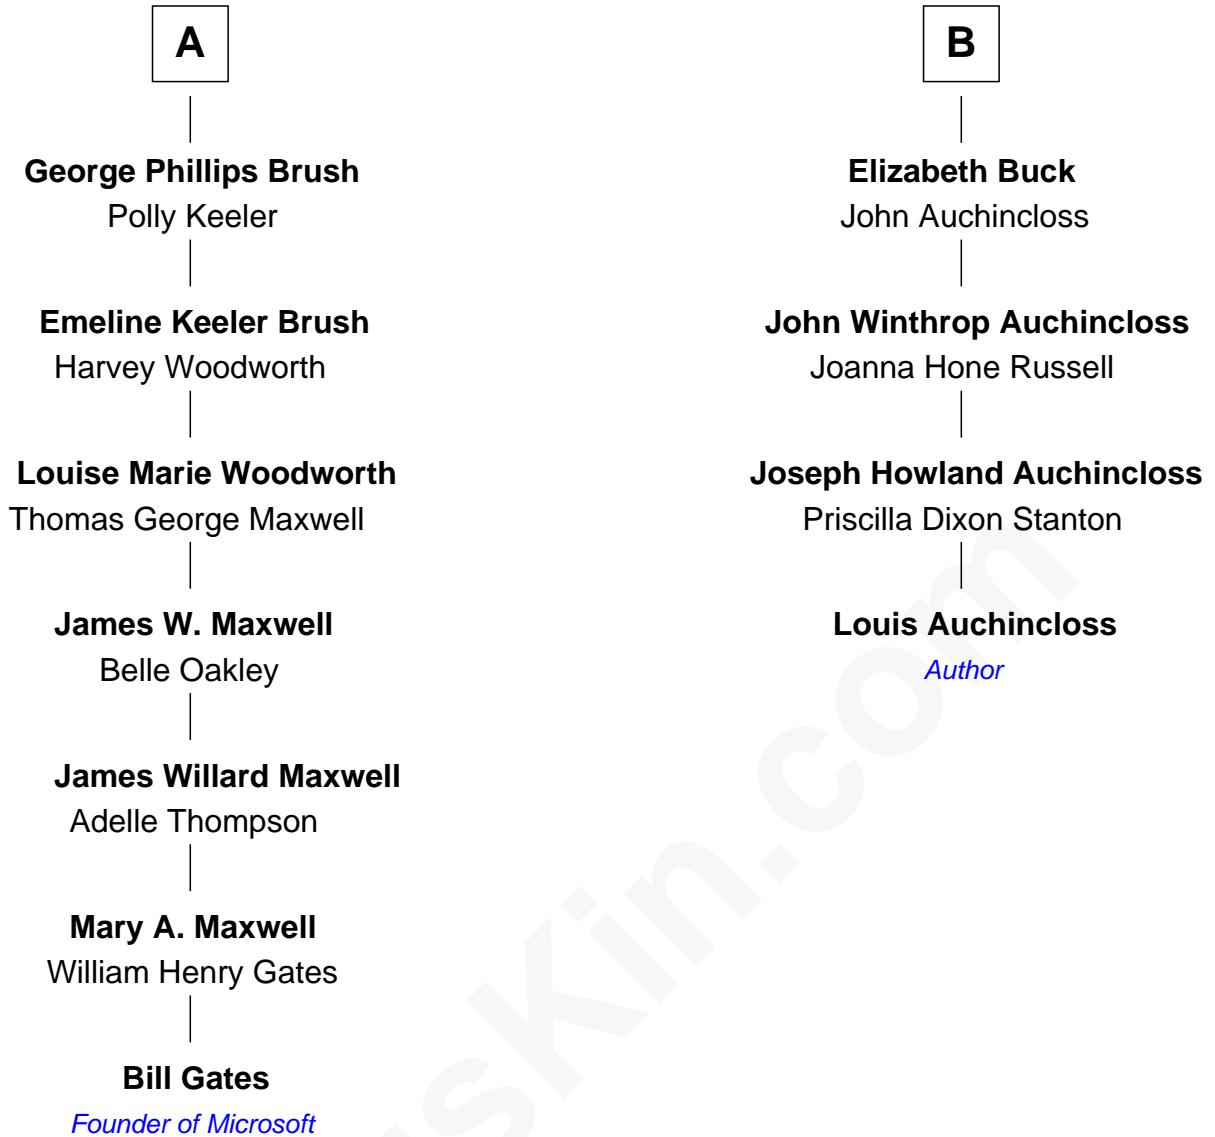 A
George Phillips Brush
Polly Keeler
Emeline Keeler Brush
Harvey Woodworth
Louise Marie Woodworth
Thomas George Maxwell
James W. Maxwell
Belle Oakley
James Willard Maxwell
Adelle Thompson
Mary A. Maxwell
William Henry Gates
Bill Gates
Founder of Microsoft
B
Elizabeth Buck
John Auchincloss
John Winthrop Auchincloss
Joanna Hone Russell
Joseph Howland Auchincloss
Priscilla Dixon Stanton
Louis Auchincloss
Author